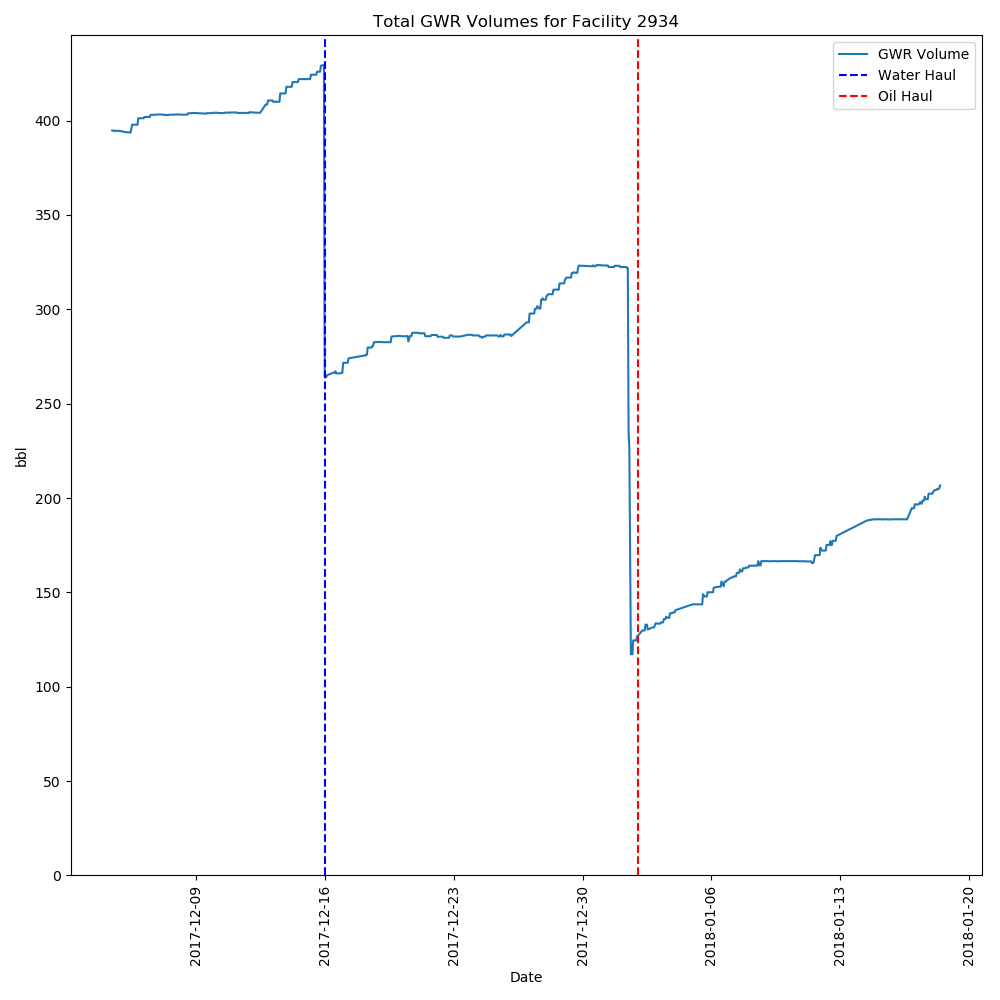 Total GWR Volumes for Facility 2934
GWR Volume
Water Haul
Oil Haul
400
350
300
250
200
150
100
50
0
bbl
2017-12-09
2017-12-16
2017-12-23
2017-12-30
2018-01-06
2018-01-13
2018-01-20
Date